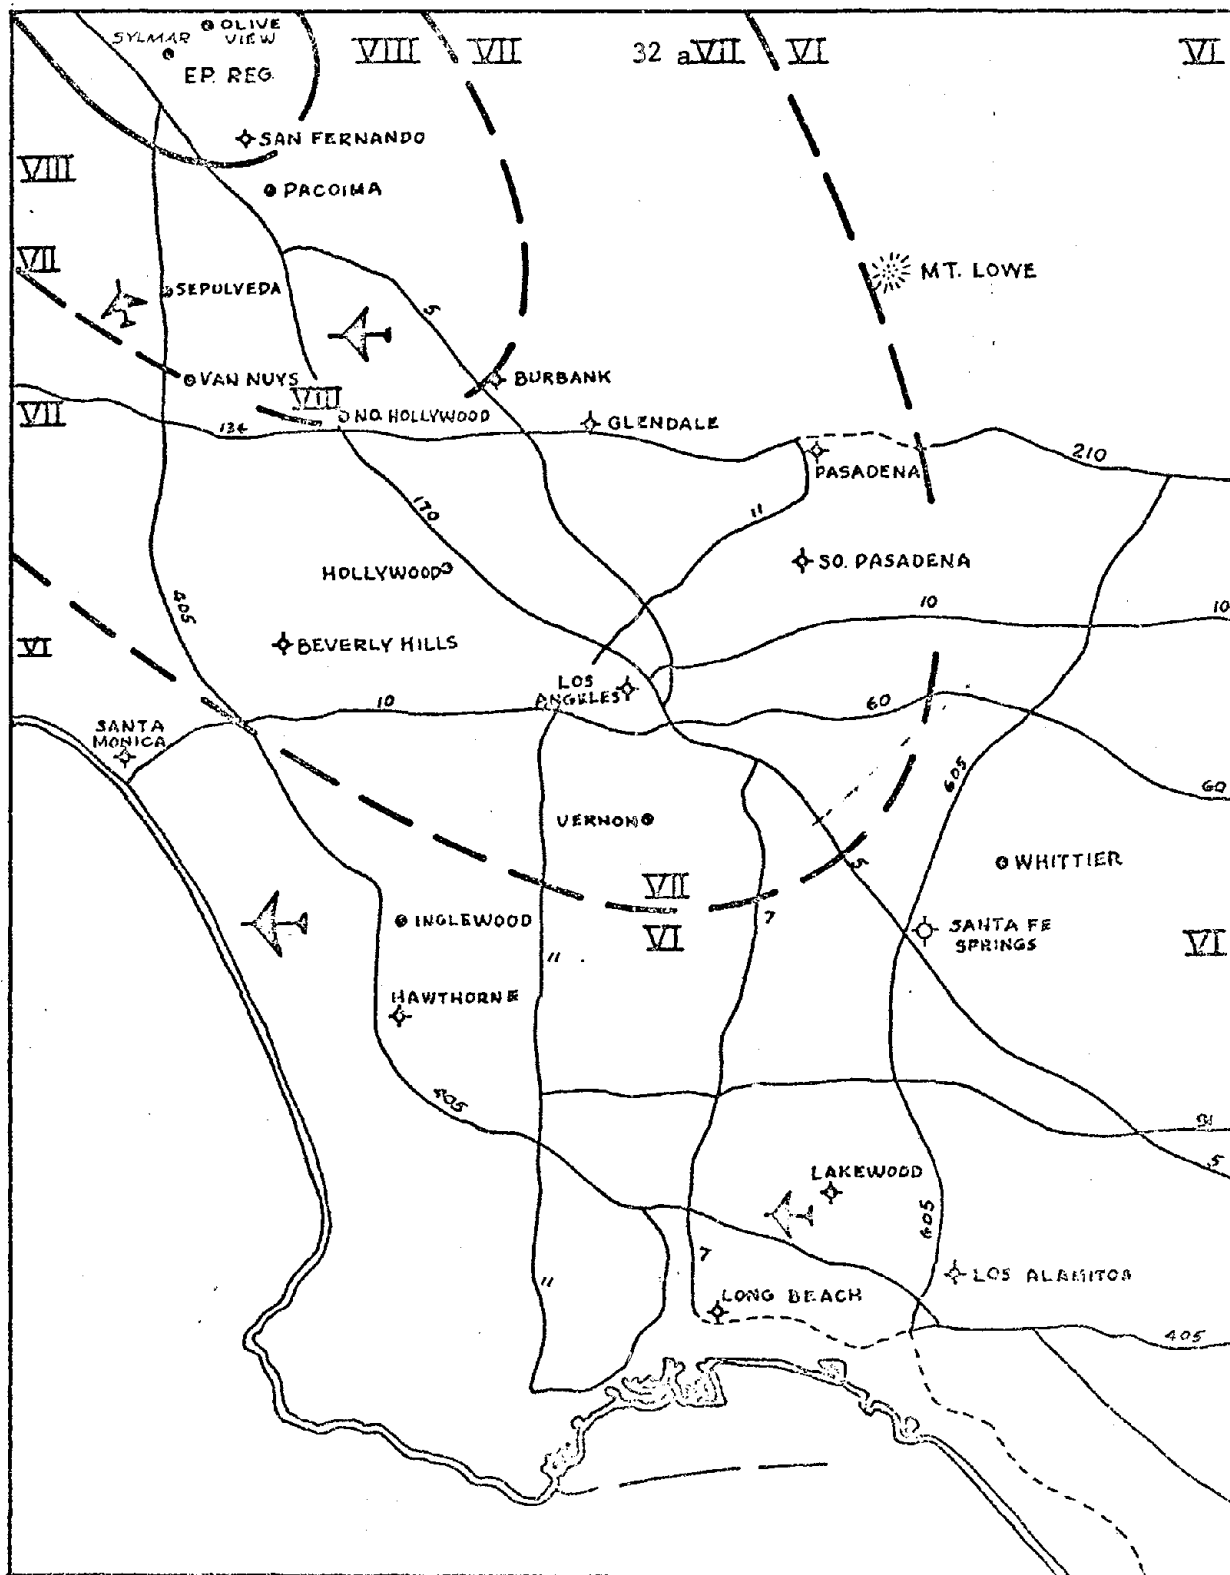 OLIVE
VIEW
SYLMAR
EP. REG.
VIII
VII
32 a
VII
VI
VI
SAN FERNANDO
VIII
PACOIMA
VII
SEPULVEDA
MT. LOWE
5
VAN NUYS
BURBANK
VIII
NO. HOLLYWOOD
VII
134
GLENDALE
PASADENA
210
170
11
HOLLYWOOD
SO. PASADENA
405
10
10
VI
BEVERLY HILLS
LOS
ANGELES
10
60
SANTA
MONICA
605
60
VERNON
5
WHITTIER
VII
VI
7
INGLEWOOD
SANTA FE
SPRINGS
VI
11
HAWTHORNE
405
91
5
LAKEWOOD
605
7
11
LOS ALAMITOS
LONG BEACH
405